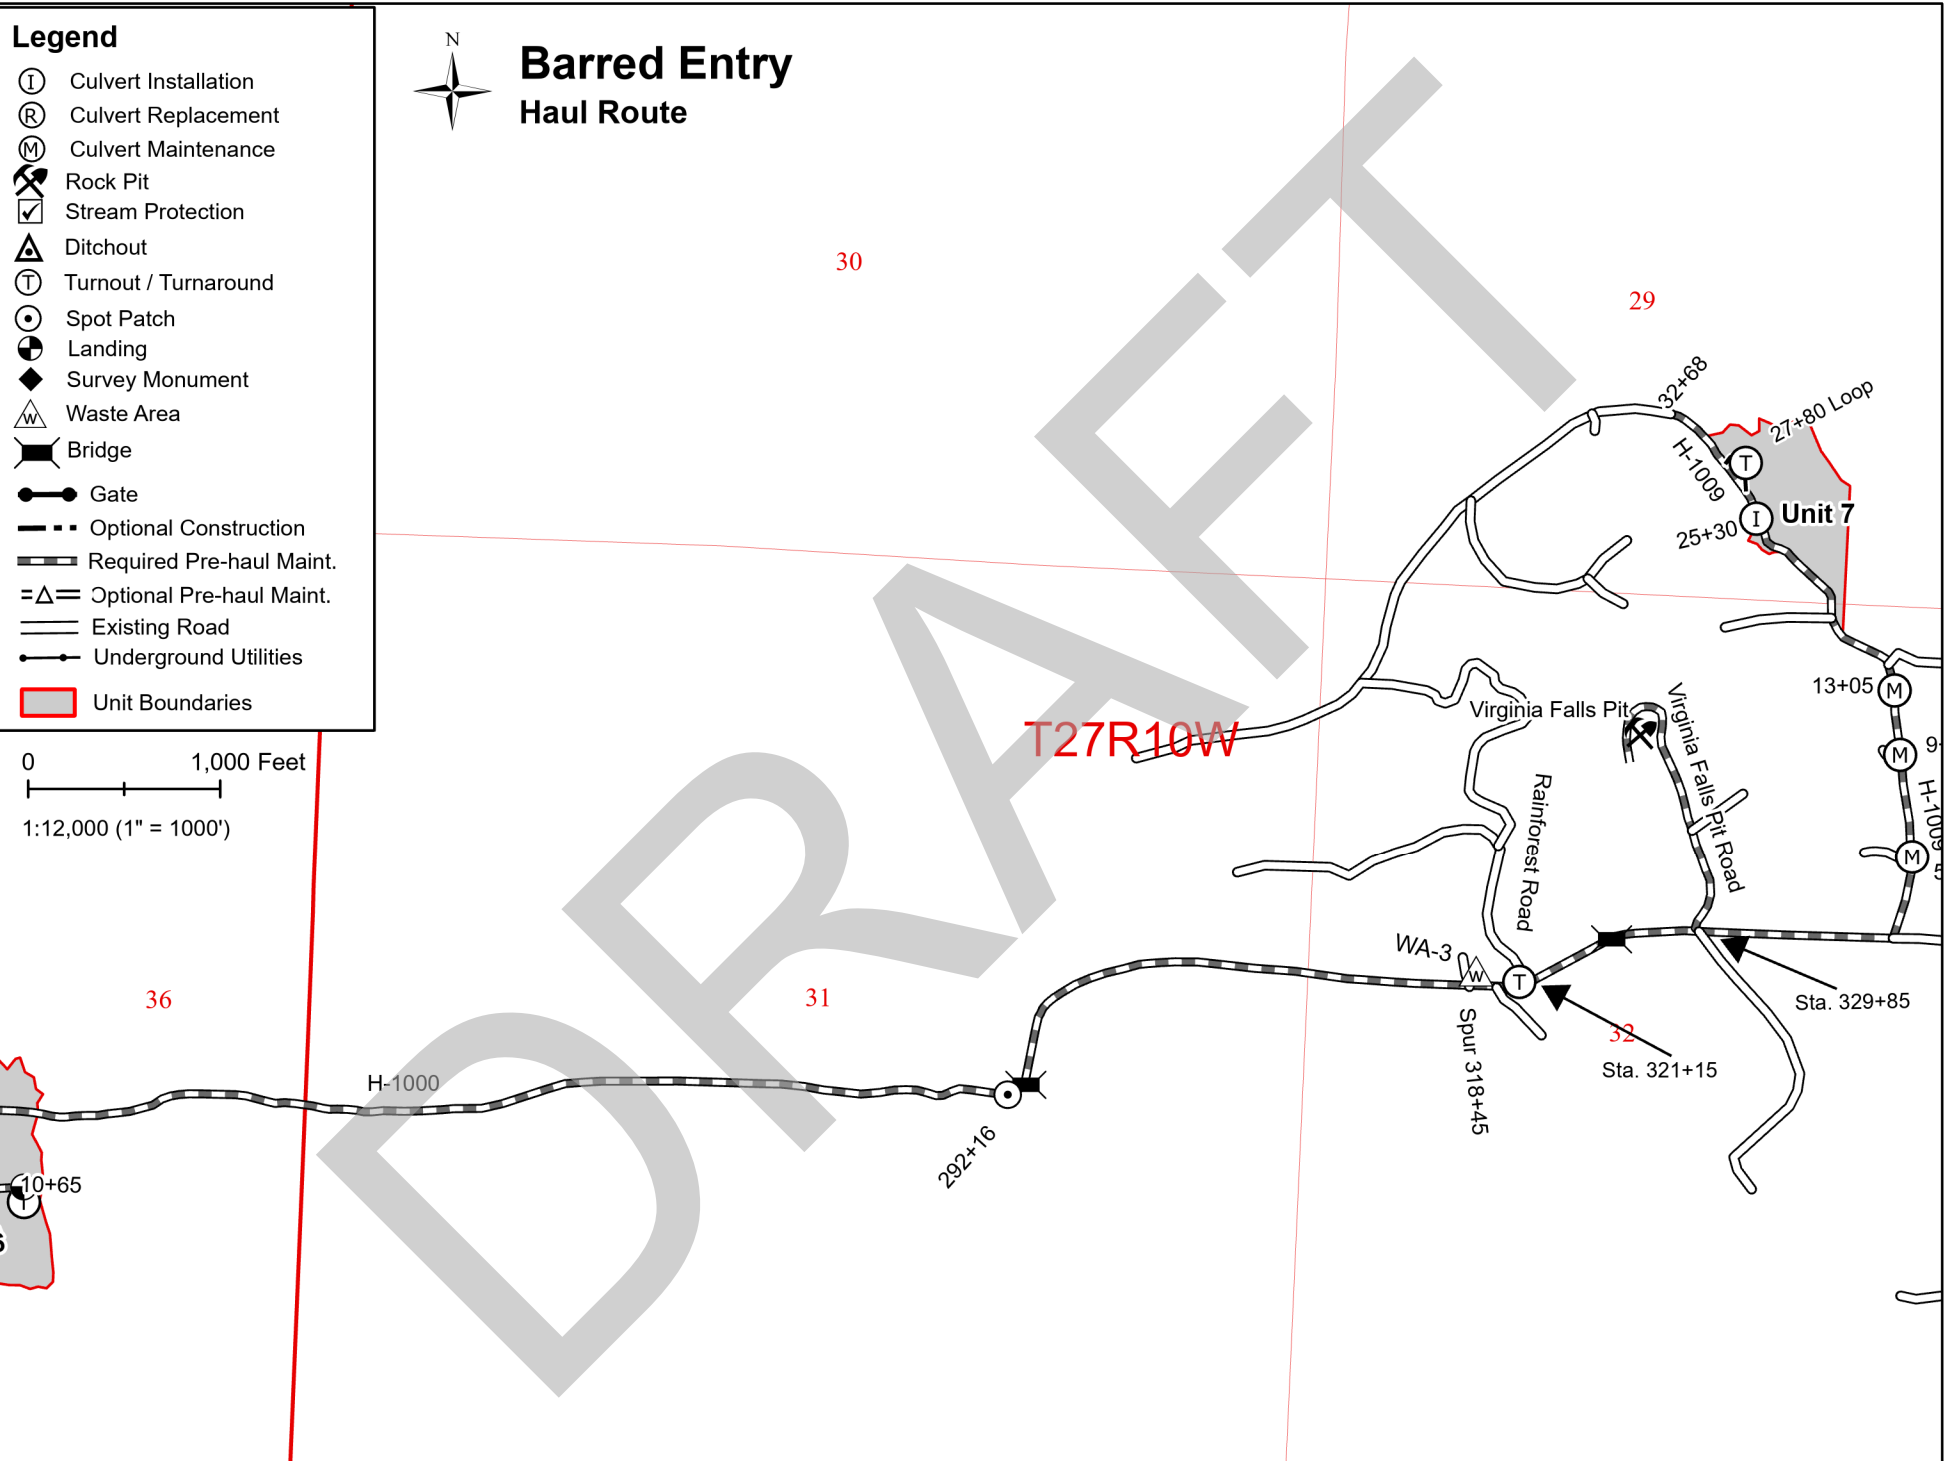 Legend
I Culvert Installation
R Culvert Replacement
M Culvert Maintenance
Rock Pit
Stream Protection
Ditchout
T Turnout / Turnaround
Spot Patch
Landing
Survey Monument
W Waste Area
Bridge
Gate
Optional Construction
Required Pre-haul Maint.
Optional Pre-haul Maint.
Existing Road
Underground Utilities
Unit Boundaries
0 1,000 Feet
1:12,000 (1" = 1000')
N
Barred Entry
Haul Route
DRAFT
30
29
32+68
27+80 Loop
H-1009
T
I
Unit 7
25+30
13+05
M
Virginia Falls Pit
Virginia Falls Pit Road
T27R10W
M
9
H-1009
Rainforest Road
M
5
WA-3
W
T
Sta. 329+85
36
31
32
Sta. 321+15
Spur 318+45
H-1000
292+16
10+65
T
6